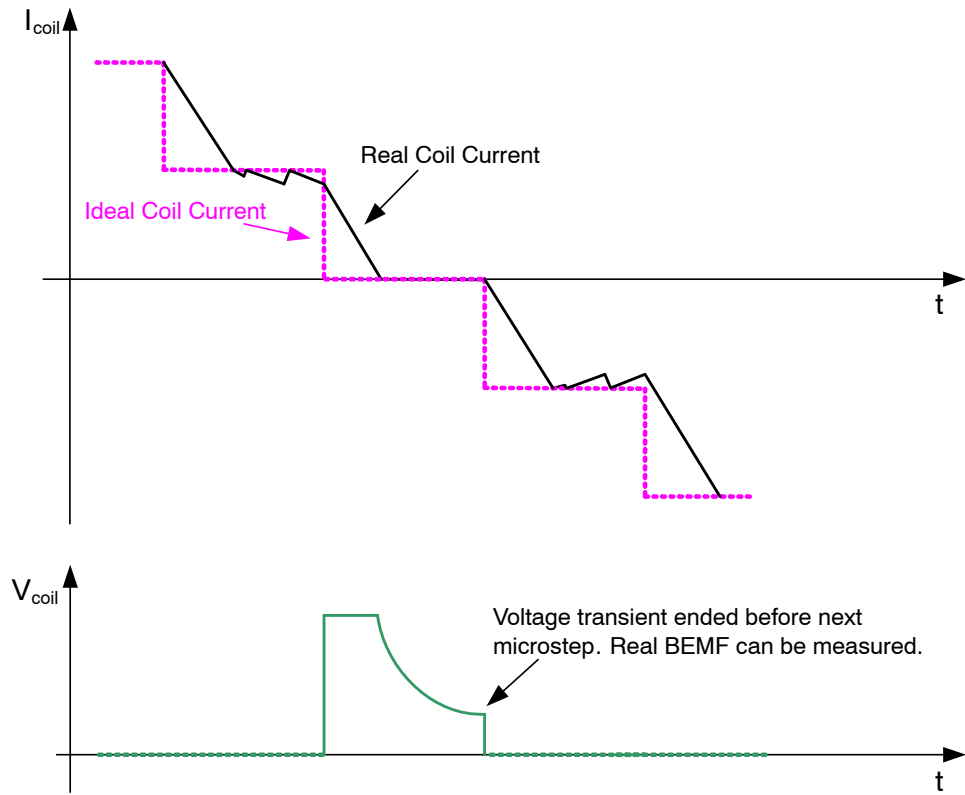 Icoil
Real Coil Current
Ideal Coil Current
t
Vcoil
Voltage transient ended before next
microstep. Real BEMF can be measured.
t